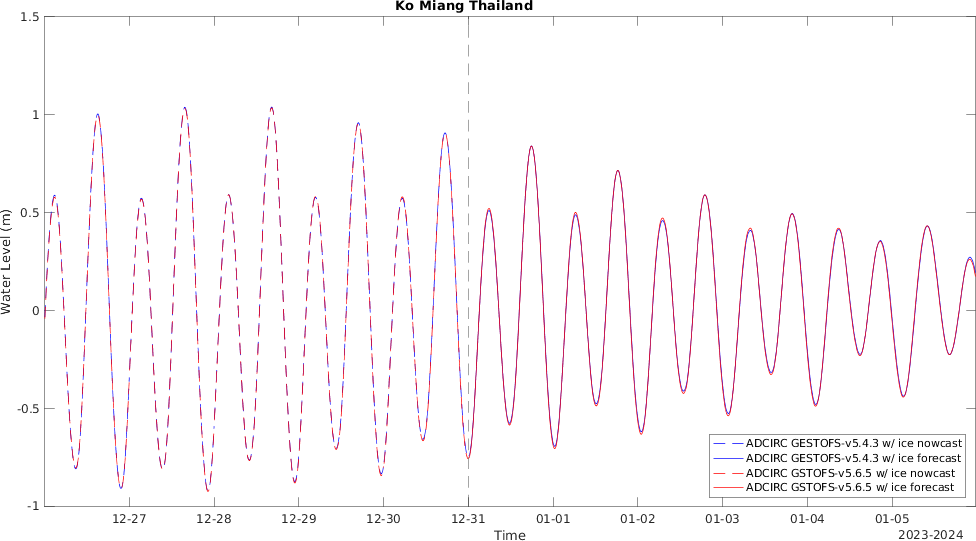 Ko Miang Thailand
1.5
1
0.5
0
-0.5
-1
Water Level (m)
ADCIRC GESTOFS-v5.4.3 w/ ice nowcast
ADCIRC GESTOFS-v5.4.3 w/ ice forecast
ADCIRC GSTOFS-v5.6.5 w/ ice nowcast
ADCIRC GSTOFS-v5.6.5 w/ ice forecast
12-27 12-28 12-29 12-30 12-31 01-01 01-02 01-03 01-04 01-05
Time
2023-2024